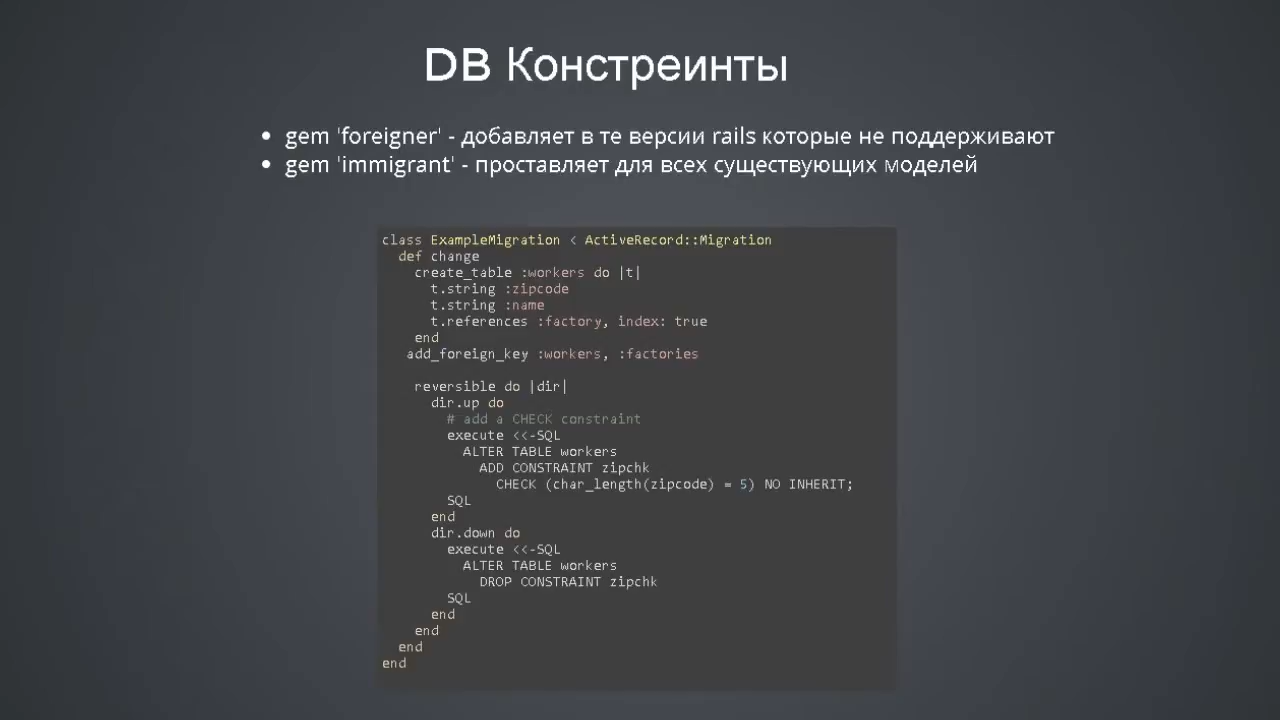 DB Констреинты
• gem 'foreigner' - добавляет в те версии rails которые не поддерживают
• gem 'immigrant' - проставляет для всех существующих моделей
class ExampleMigration < ActiveRecord::Migration
  def change
    create_table :workers do |t|
      t.string :zipcode
      t.string :name
      t.references :factory, index: true
    end
   add_foreign_key :workers, :factories

    reversible do |dir|
      dir.up do
        # add a CHECK constraint
        execute <<-SQL
          ALTER TABLE workers
            ADD CONSTRAINT zipchk
              CHECK (char_length(zipcode) = 5) NO INHERIT;
        SQL
      end
      dir.down do
        execute <<-SQL
          ALTER TABLE workers
            DROP CONSTRAINT zipchk
        SQL
      end
    end
  end
end